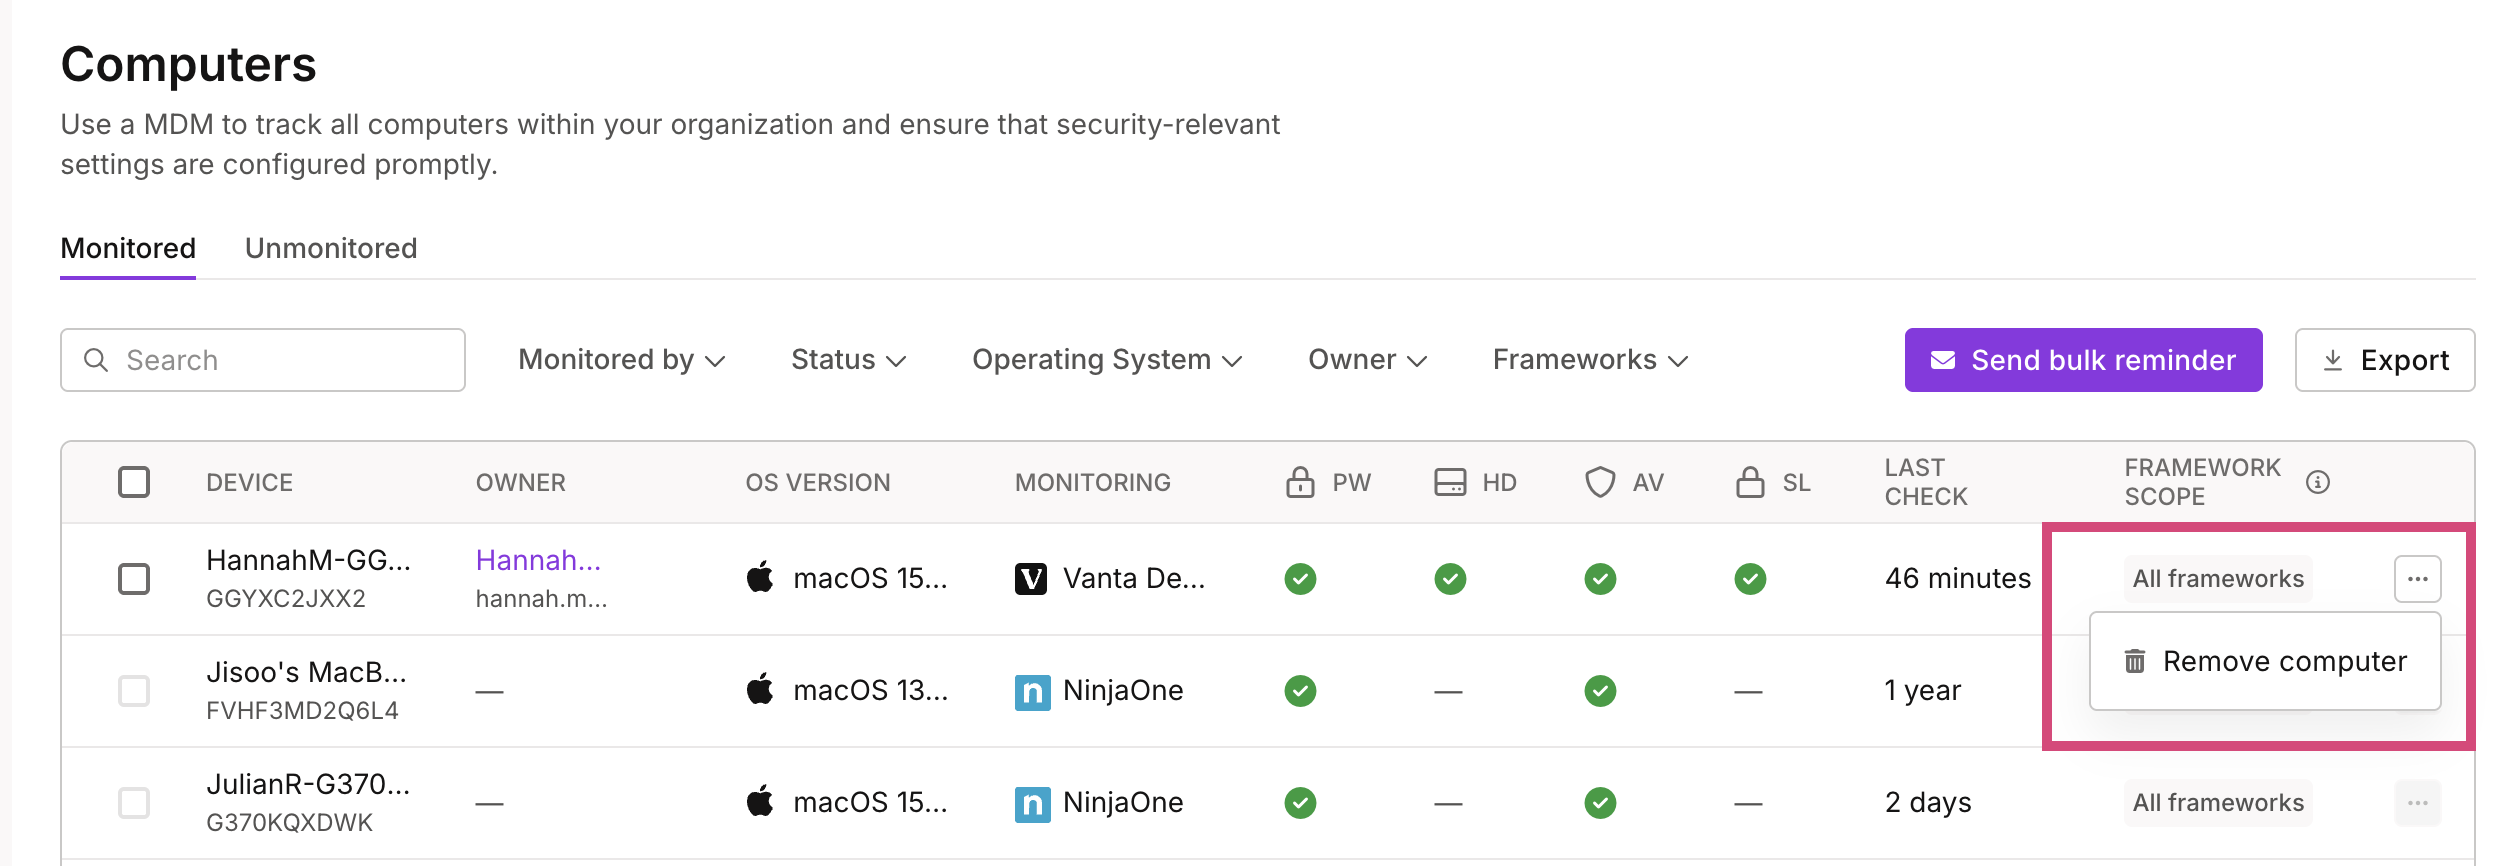 Computers
Use a MDM to track all computers within your organization and ensure that security-relevant
settings are configured promptly.
Monitored Unmonitored
Search Monitored by Status Operating System Owner Frameworks Send bulk reminder Export
DEVICE OWNER OS VERSION MONITORING PW HD AV SL LAST CHECK FRAMEWORK SCOPE
HannahM-GG... Hannah... macOS 15... Vanta De... 46 minutes All frameworks
GGYXC2JXX2 hannah.m...
Remove computer
Jisoo's MacB... — macOS 13... NinjaOne — — 1 year
FVHF3MD2Q6L4
JulianR-G370... — macOS 15... NinjaOne — — 2 days All frameworks
G370KQXDWK